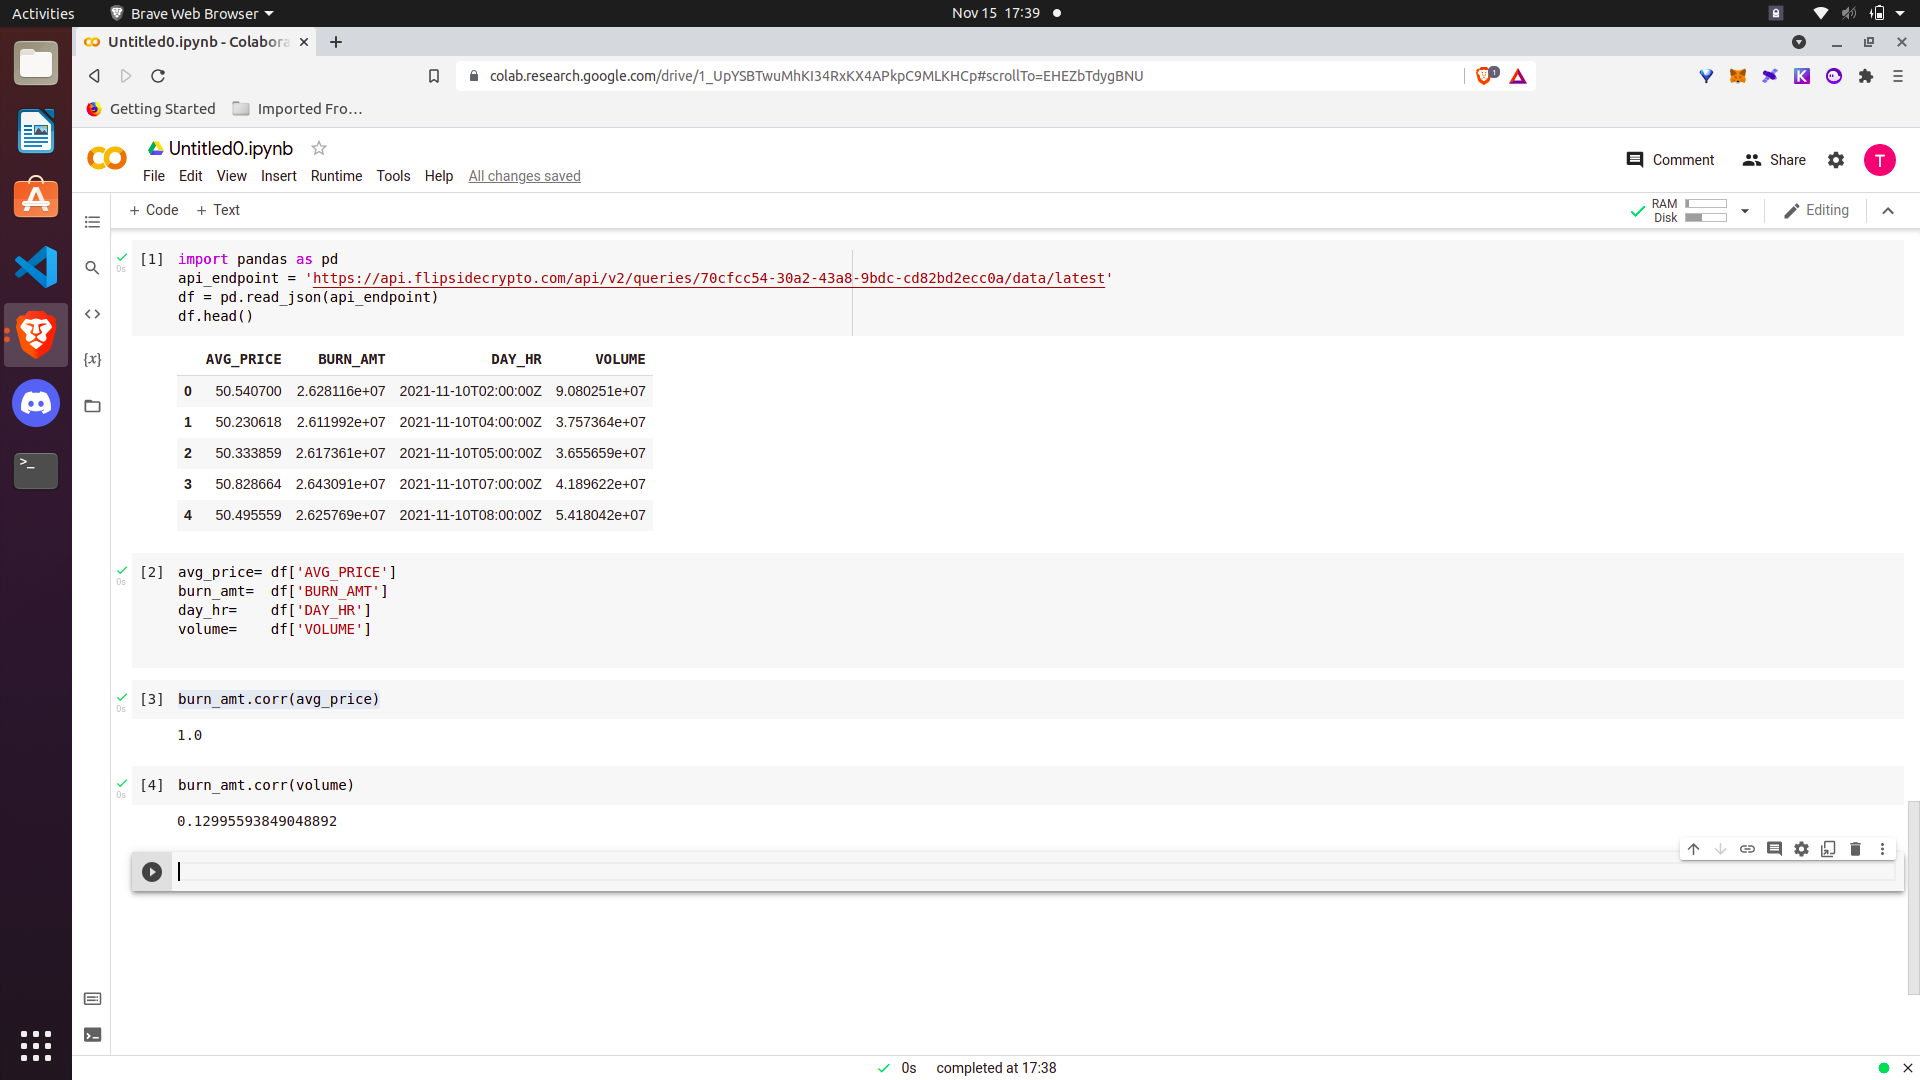 Activities
Brave Web Browser
Nov 15 17:39
Untitled0.ipynb - Colabora
colab.research.google.com/drive/1_UpYSBTwuMhKI34RxKX4APkpC9MLKHCp#scrollTo=EHEZbTdygBNU
1
Getting Started
Imported Fro…
Untitled0.ipynb
File Edit View Insert Runtime Tools Help All changes saved
Comment
Share
T
+ Code + Text
RAM
Disk
Editing
[1] import pandas as pd
0s
api_endpoint = 'https://api.flipsidecrypto.com/api/v2/queries/70cfcc54-30a2-43a8-9bdc-cd82bd2ecc0a/data/latest'
df = pd.read_json(api_endpoint)
df.head()
AVG_PRICE BURN_AMT DAY_HR VOLUME
0 50.540700 2.628116e+07 2021-11-10T02:00:00Z 9.080251e+07
1 50.230618 2.611992e+07 2021-11-10T04:00:00Z 3.757364e+07
2 50.333859 2.617361e+07 2021-11-10T05:00:00Z 3.655659e+07
3 50.828664 2.643091e+07 2021-11-10T07:00:00Z 4.189622e+07
4 50.495559 2.625769e+07 2021-11-10T08:00:00Z 5.418042e+07
[2] avg_price= df['AVG_PRICE']
0s
burn_amt= df['BURN_AMT']
day_hr= df['DAY_HR']
volume= df['VOLUME']
[3] burn_amt.corr(avg_price)
0s
1.0
[4] burn_amt.corr(volume)
0s
0.12995593849048892
0s completed at 17:38